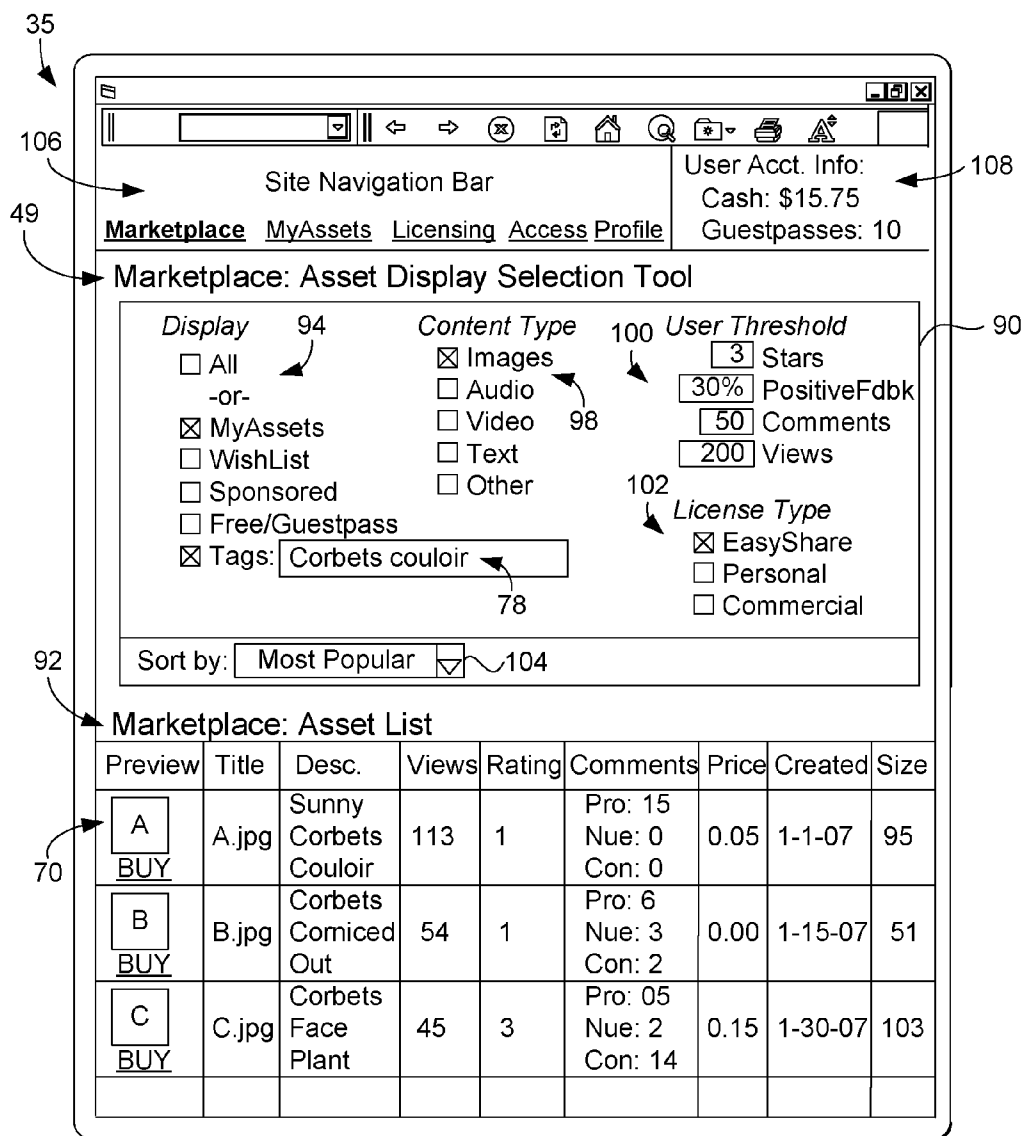 35
106
Site Navigation Bar
User Acct. Info:
108
Cash: $15.75
49
Marketplace MyAssets Licensing Access Profile
Guestpasses: 10
Marketplace: Asset Display Selection Tool
90
Display 94
All
-or-
MyAssets
WishList
Sponsored
Free/Guestpass
Tags: Corbets couloir
78
Content Type
Images
Audio
Video 98
Text
Other
100 User Threshold
3 Stars
30% PositiveFdbk
50 Comments
200 Views
102
License Type
EasyShare
Personal
Commercial
Sort by: Most Popular 104
92
Marketplace: Asset List
Preview Title Desc. Views Rating Comments Price Created Size
70
A BUY A.jpg Sunny Corbets Couloir 113 1 Pro: 15 Nue: 0 Con: 0 0.05 1-1-07 95
B BUY B.jpg Corbets Corniced Out 54 1 Pro: 6 Nue: 3 Con: 2 0.00 1-15-07 51
C BUY C.jpg Corbets Face Plant 45 3 Pro: 05 Nue: 2 Con: 14 0.15 1-30-07 103